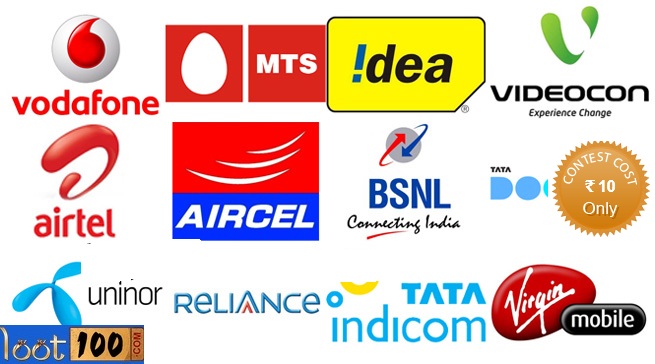 vodafone
MTS
!dea
®
VIDEOCON
Experience Change
airtel
AIRCEL
BSNL
Connecting India
TATA
DOC
CONTEST COST
₹ 10
Only
uninor
RELIANCE
TATA
indicom
Virgin
mobile
loot100.COM